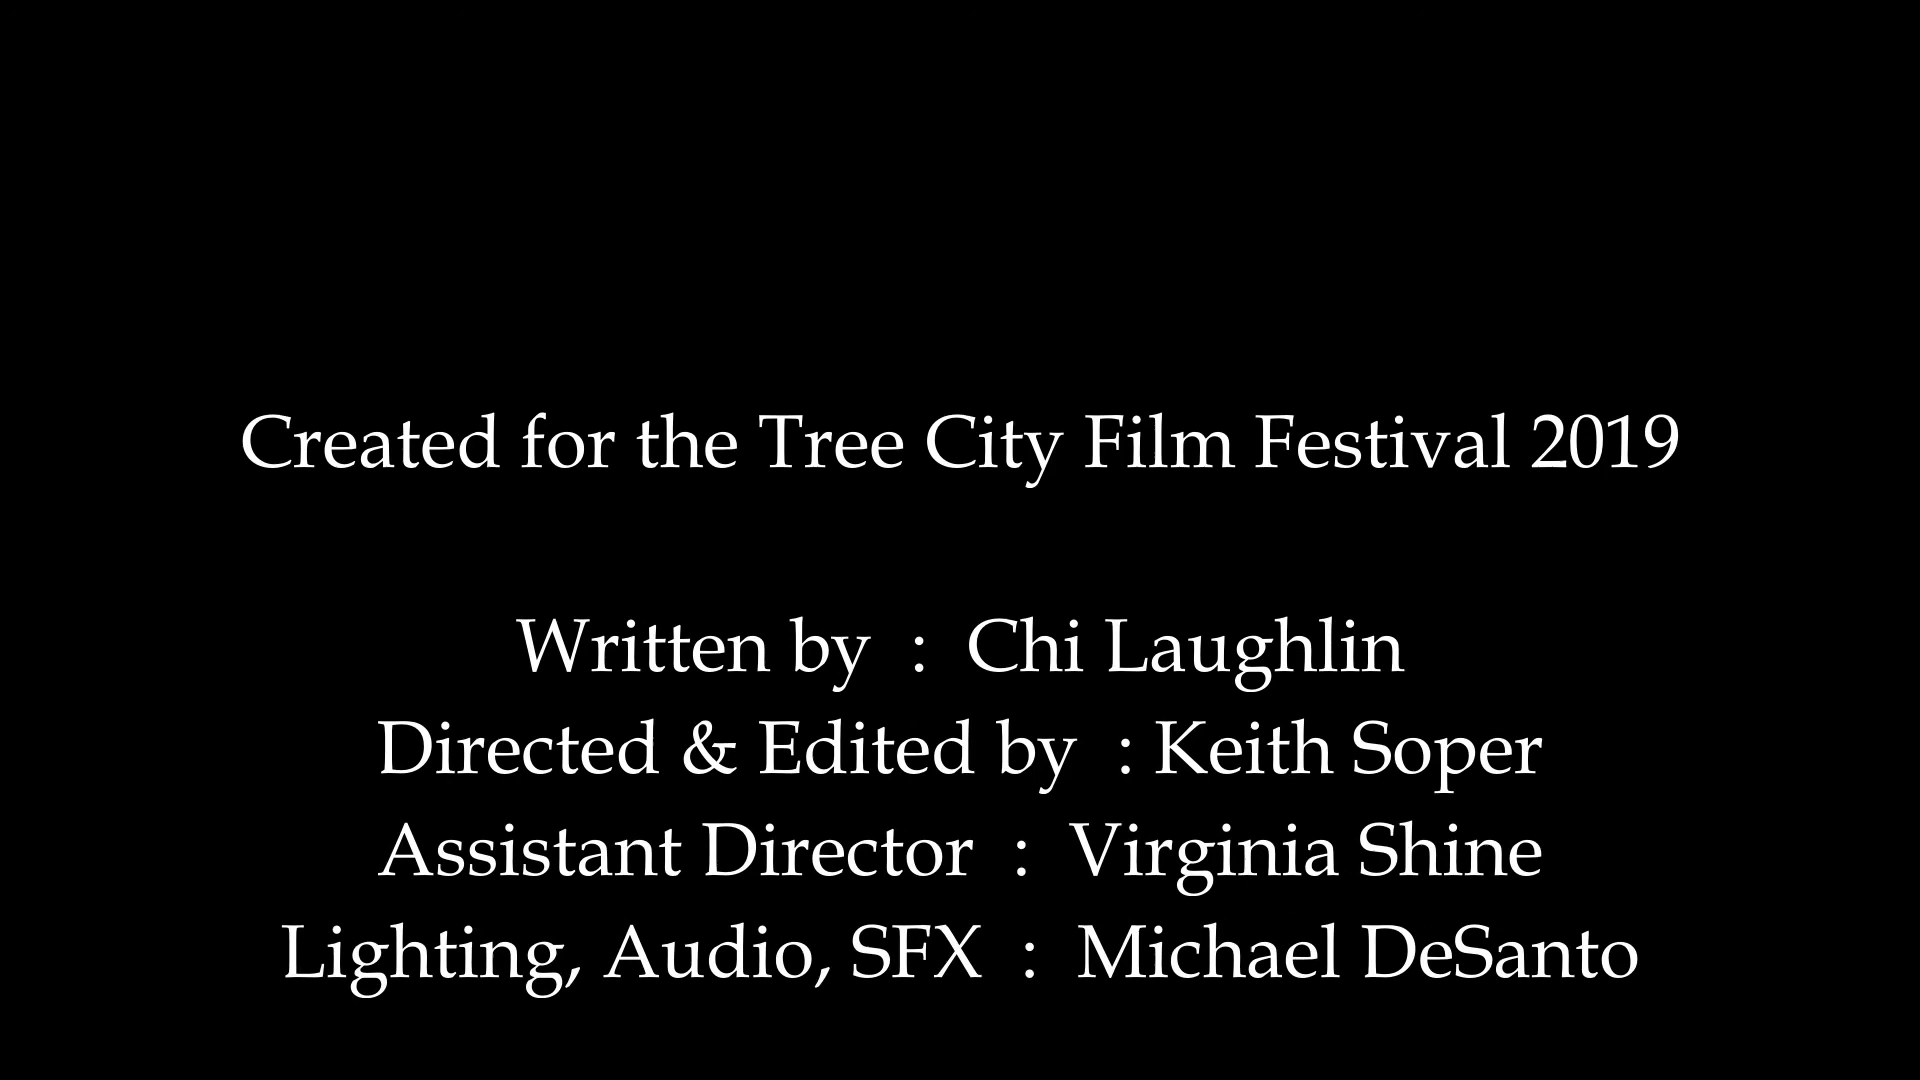 Created for the Tree City Film Festival 2019
Written by : Chi Laughlin
Directed & Edited by : Keith Soper
Assistant Director : Virginia Shine
Lighting, Audio, SFX : Michael DeSanto